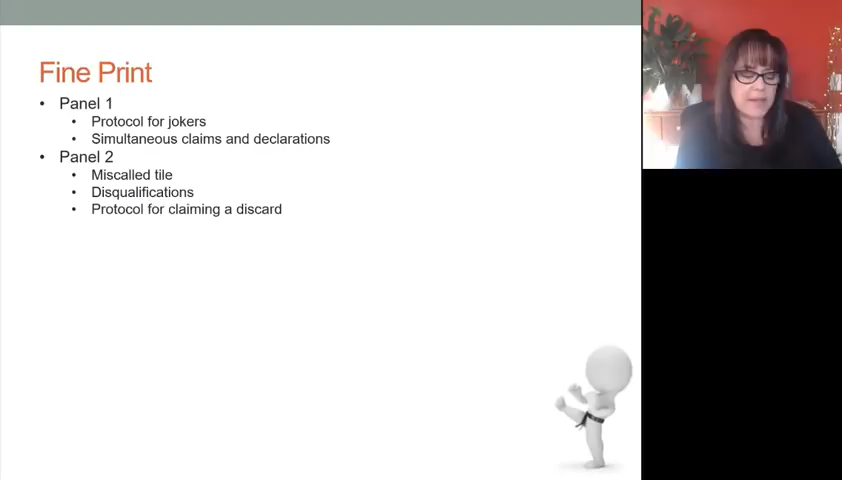 Fine Print
• Panel 1
• Protocol for jokers
• Simultaneous claims and declarations
• Panel 2
• Miscalled tile
• Disqualifications
• Protocol for claiming a discard